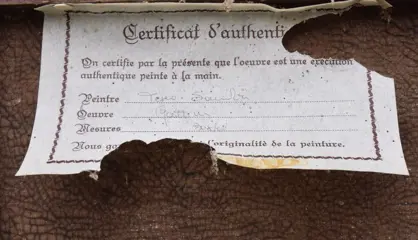 Certificat d'authenti
On certifie par la présente que l'oeuvre est une exécution
authentique peinte à la main.
Peintre
Oeuvre
Mesures
Nous ga l'originalité de la peinture.